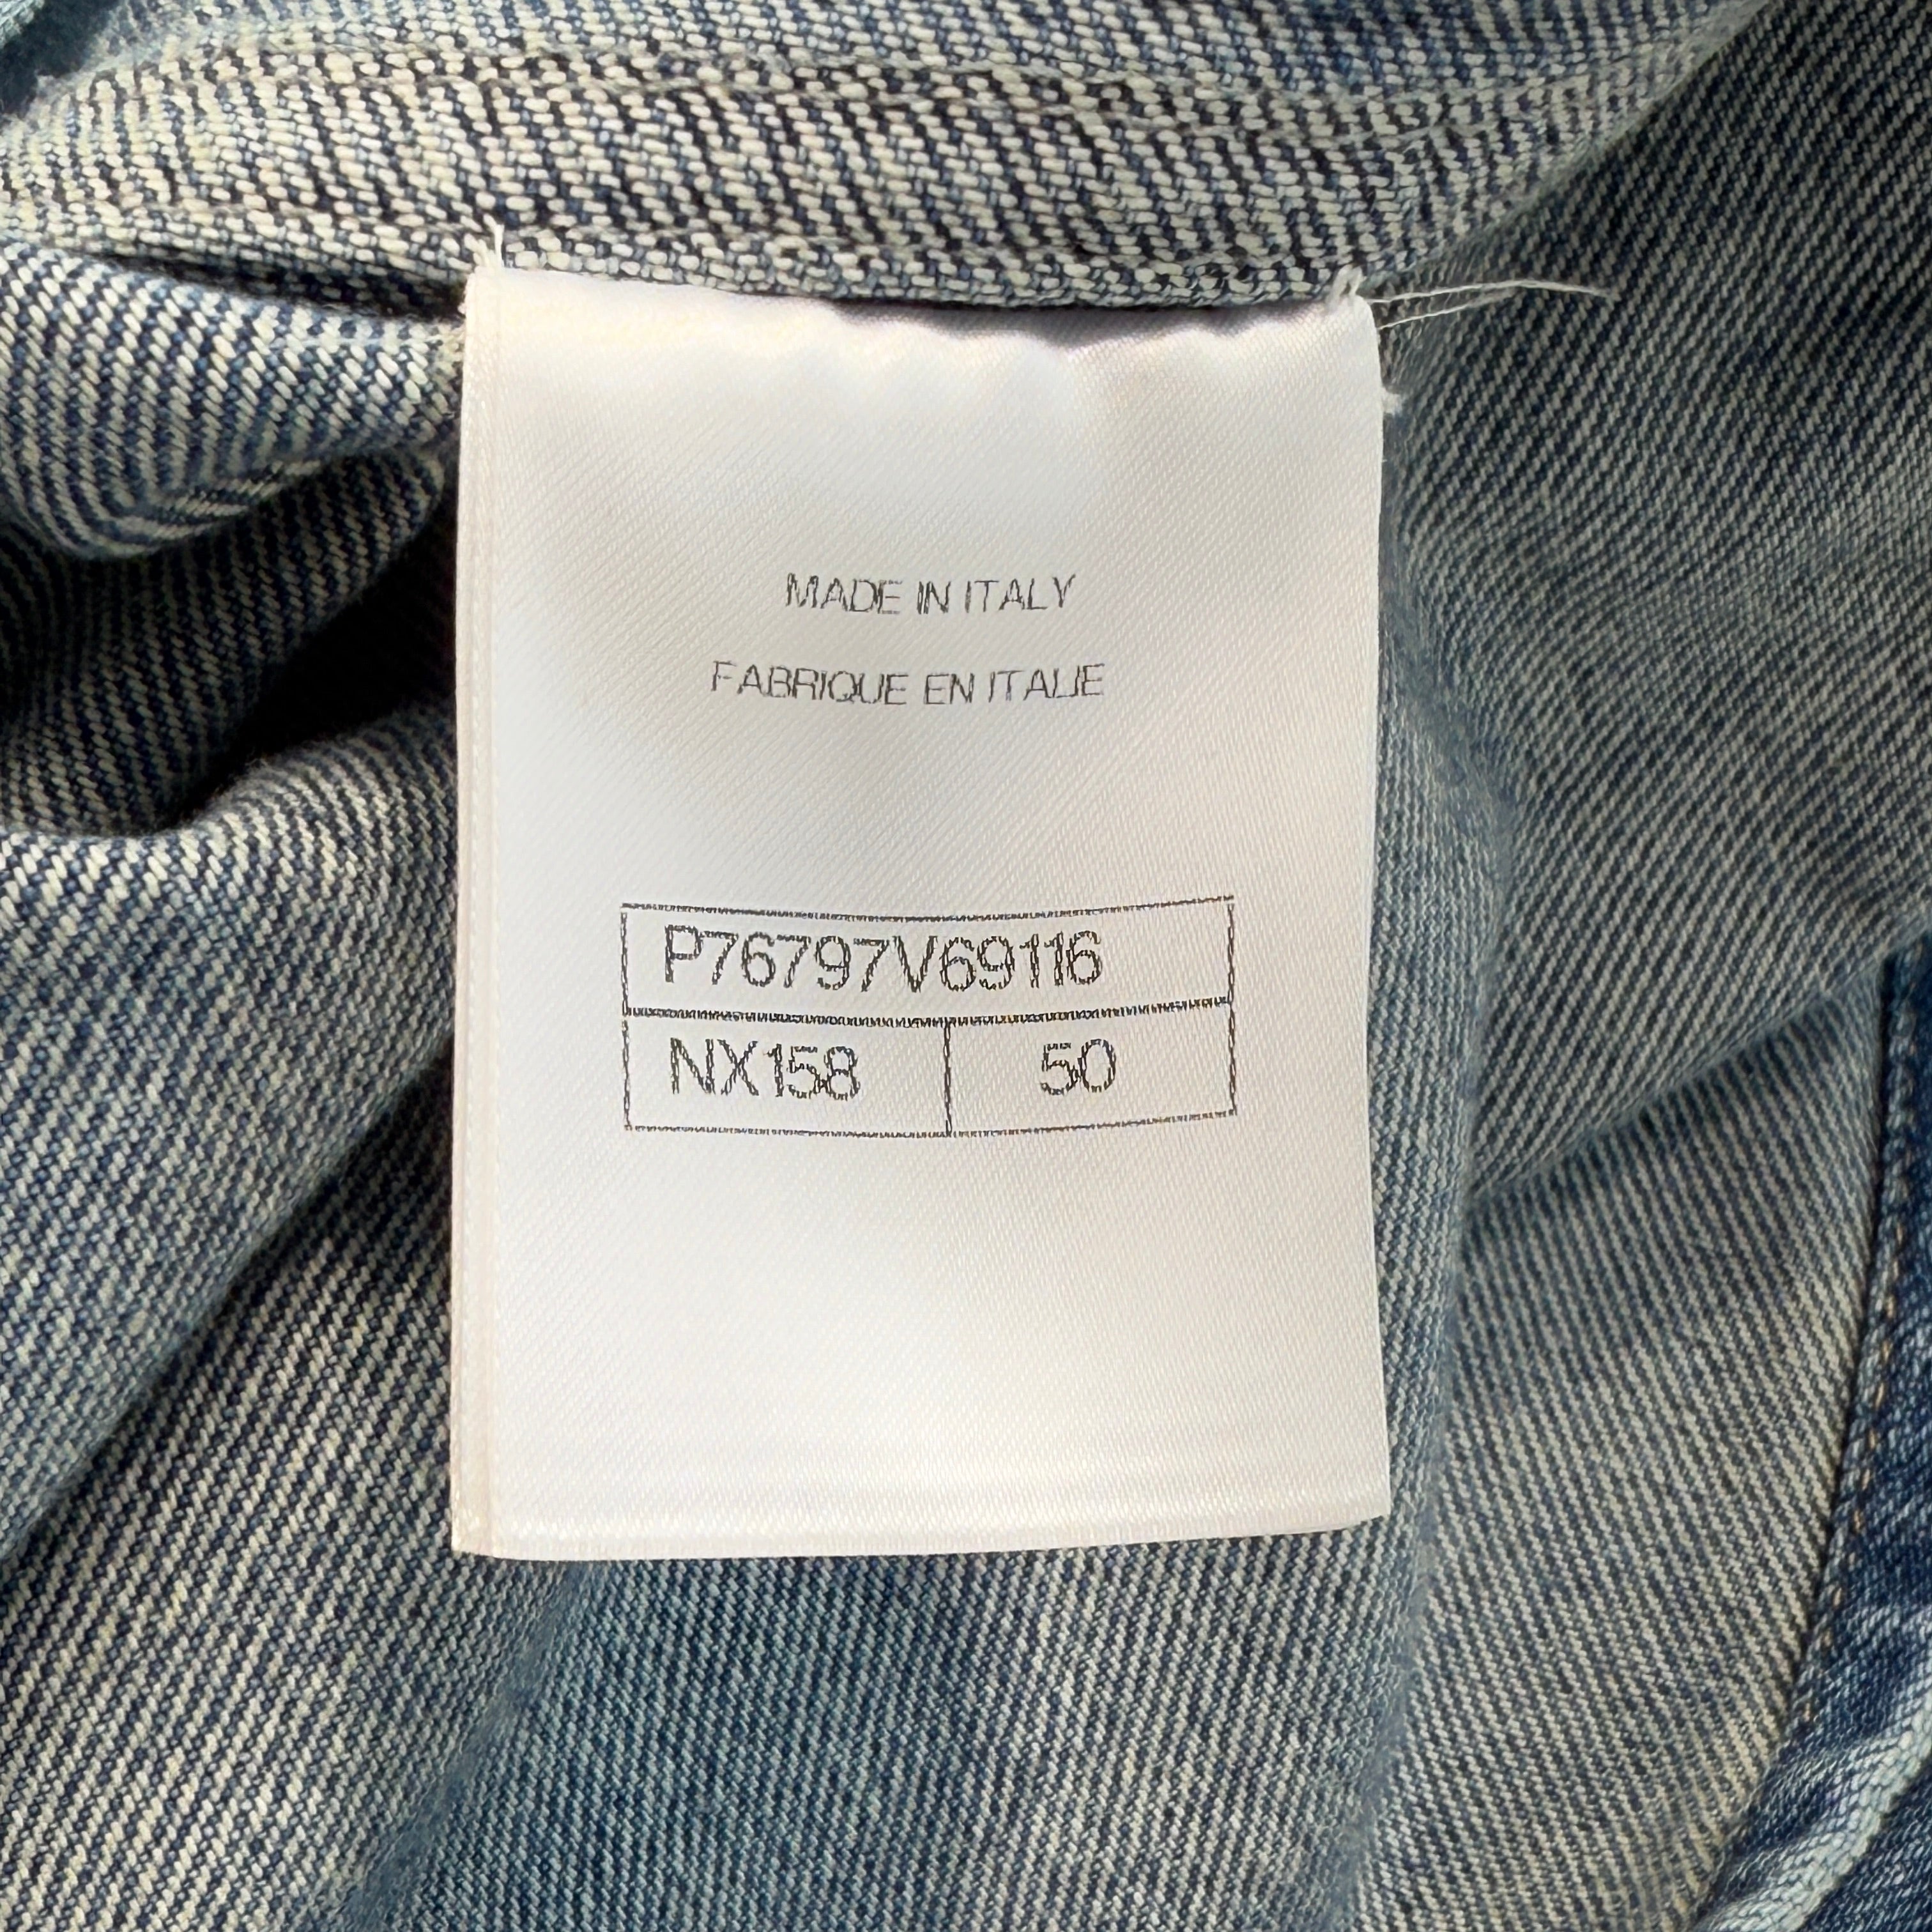 MADE IN ITALY
FABRIQUE EN ITALIE
P76797V69116
NX158 50